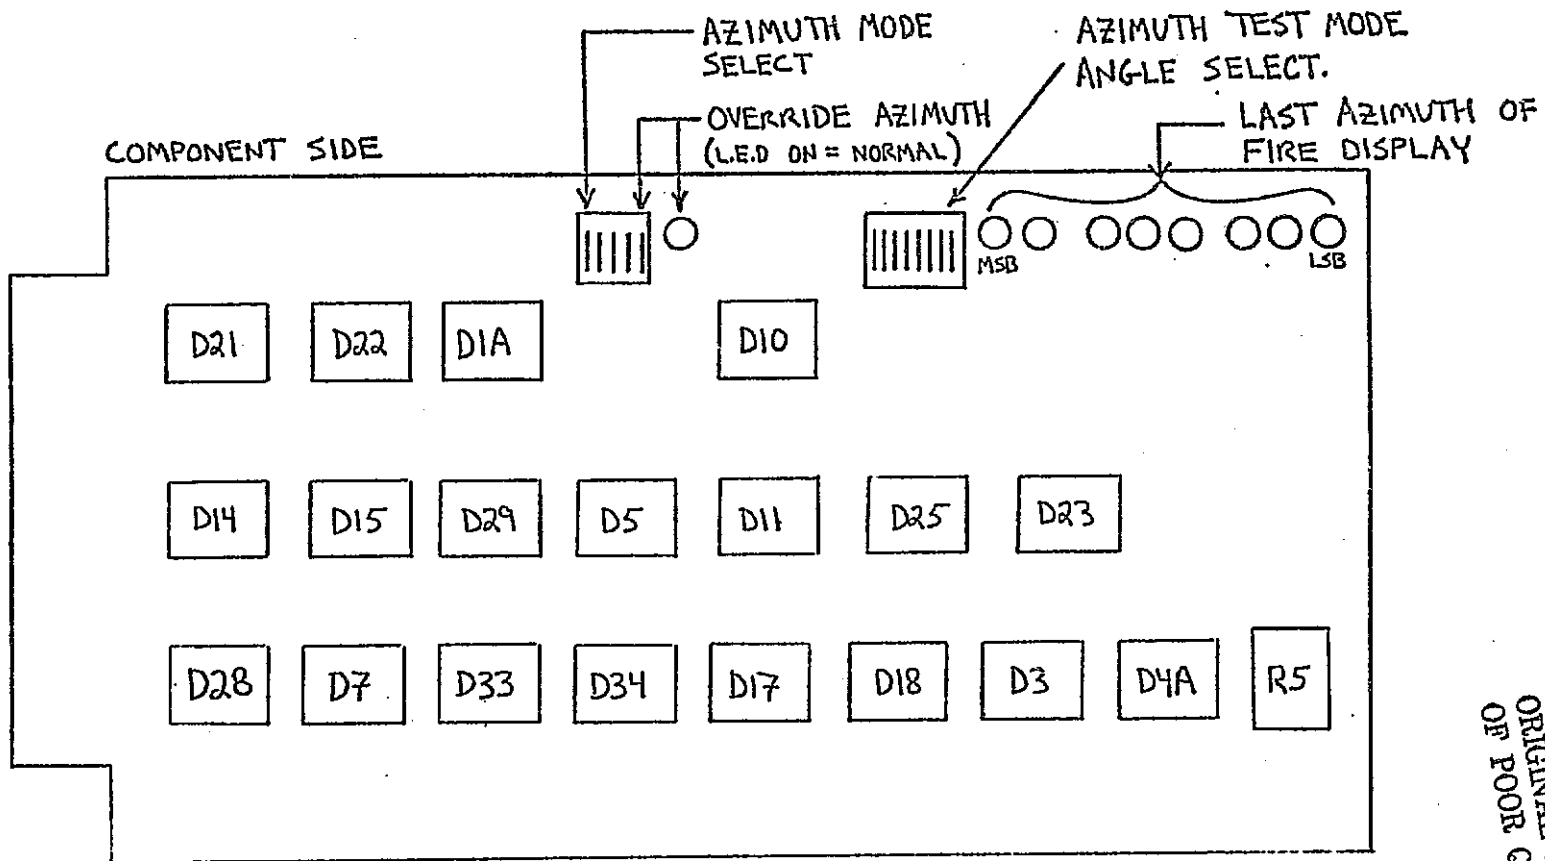 AZIMUTH MODE
SELECT
AZIMUTH TEST MODE
ANGLE SELECT.
OVERRIDE AZIMUTH
(L.E.D ON = NORMAL)
LAST AZIMUTH OF
FIRE DISPLAY
COMPONENT SIDE
MSB
LSB
D21 D22 D1A D10
D14 D15 D29 D5 D11 D25 D23
D28 D7 D33 D34 D17 D18 D3 D4A R5
ORIGINAL
OF POOR